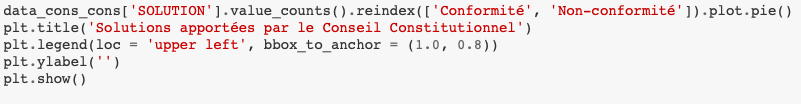 data_cons_cons['SOLUTION'].value_counts().reindex(['Conformité', 'Non-conformité']).plot.pie()
plt.title('Solutions apportées par le Conseil Constitutionnel')
plt.legend(loc = 'upper left', bbox_to_anchor = (1.0, 0.8))
plt.ylabel('')
plt.show()